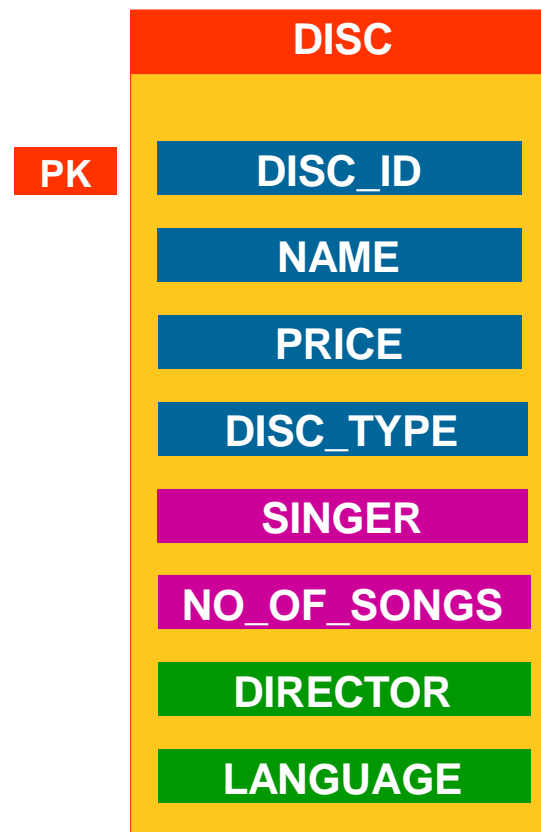 DISC
PK
DISC_ID
NAME
PRICE
DISC_TYPE
SINGER
NO_OF_SONGS
DIRECTOR
LANGUAGE